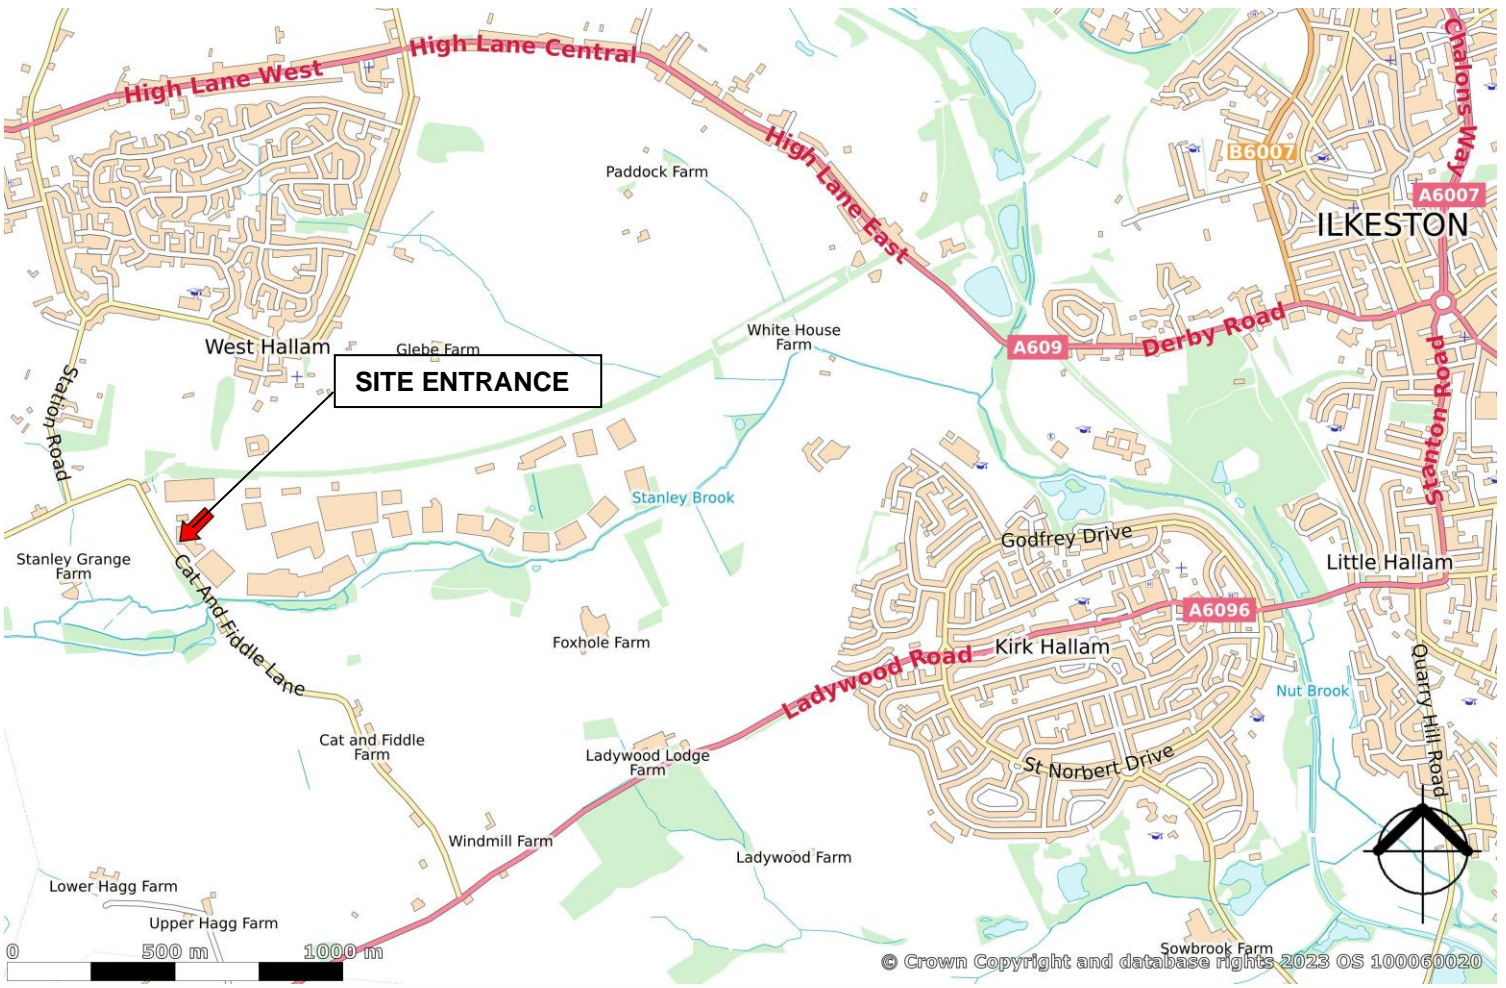 High Lane West
High Lane Central
Chalons Way
High Lane East
B6007
Paddock Farm
A6007
ILKESTON
White House
Farm
Derby Road
A609
West Hallam
Glebe Farm
SITE ENTRANCE
Station Road
Stanton Road
Stanley Brook
Godfrey Drive
Stanley Grange
Farm
Cat And Fiddle Lane
Little Hallam
A6096
Foxhole Farm
Kirk Hallam
Ladywood Road
Nut Brook
Quarry Hill Road
Cat and Fiddle
Farm
Ladywood Lodge
Farm
St Norbert Drive
Windmill Farm
Ladywood Farm
Lower Hagg Farm
Upper Hagg Farm
Sowbrook Farm
0 500 m 1000 m
© Crown Copyright and database rights 2023 OS 100060020